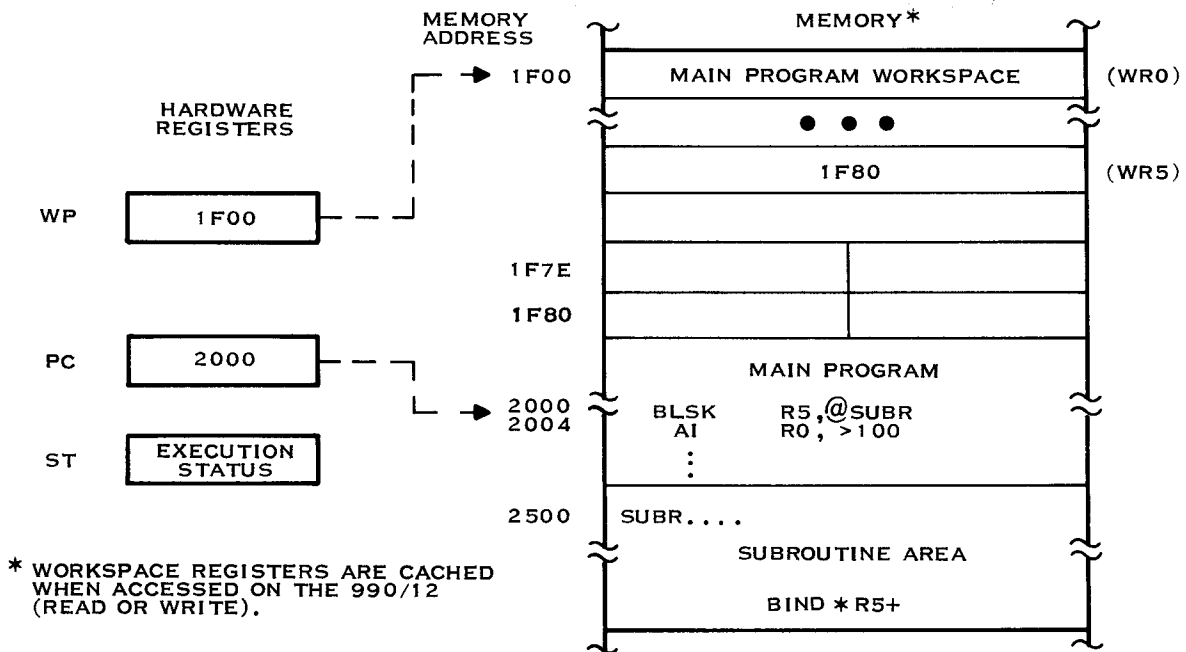 MEMORY ADDRESS
MEMORY*
1F00
MAIN PROGRAM WORKSPACE
(WR0)
HARDWARE REGISTERS
● ● ●
1F80
(WR5)
WP
1F00
1F7E
1F80
PC
2000
MAIN PROGRAM
2000
BLSK R5,@SUBR
2004
AI R0, >100
ST
EXECUTION STATUS
2500
SUBR....
SUBROUTINE AREA
* WORKSPACE REGISTERS ARE CACHED
WHEN ACCESSED ON THE 990/12
(READ OR WRITE).
BIND *R5+